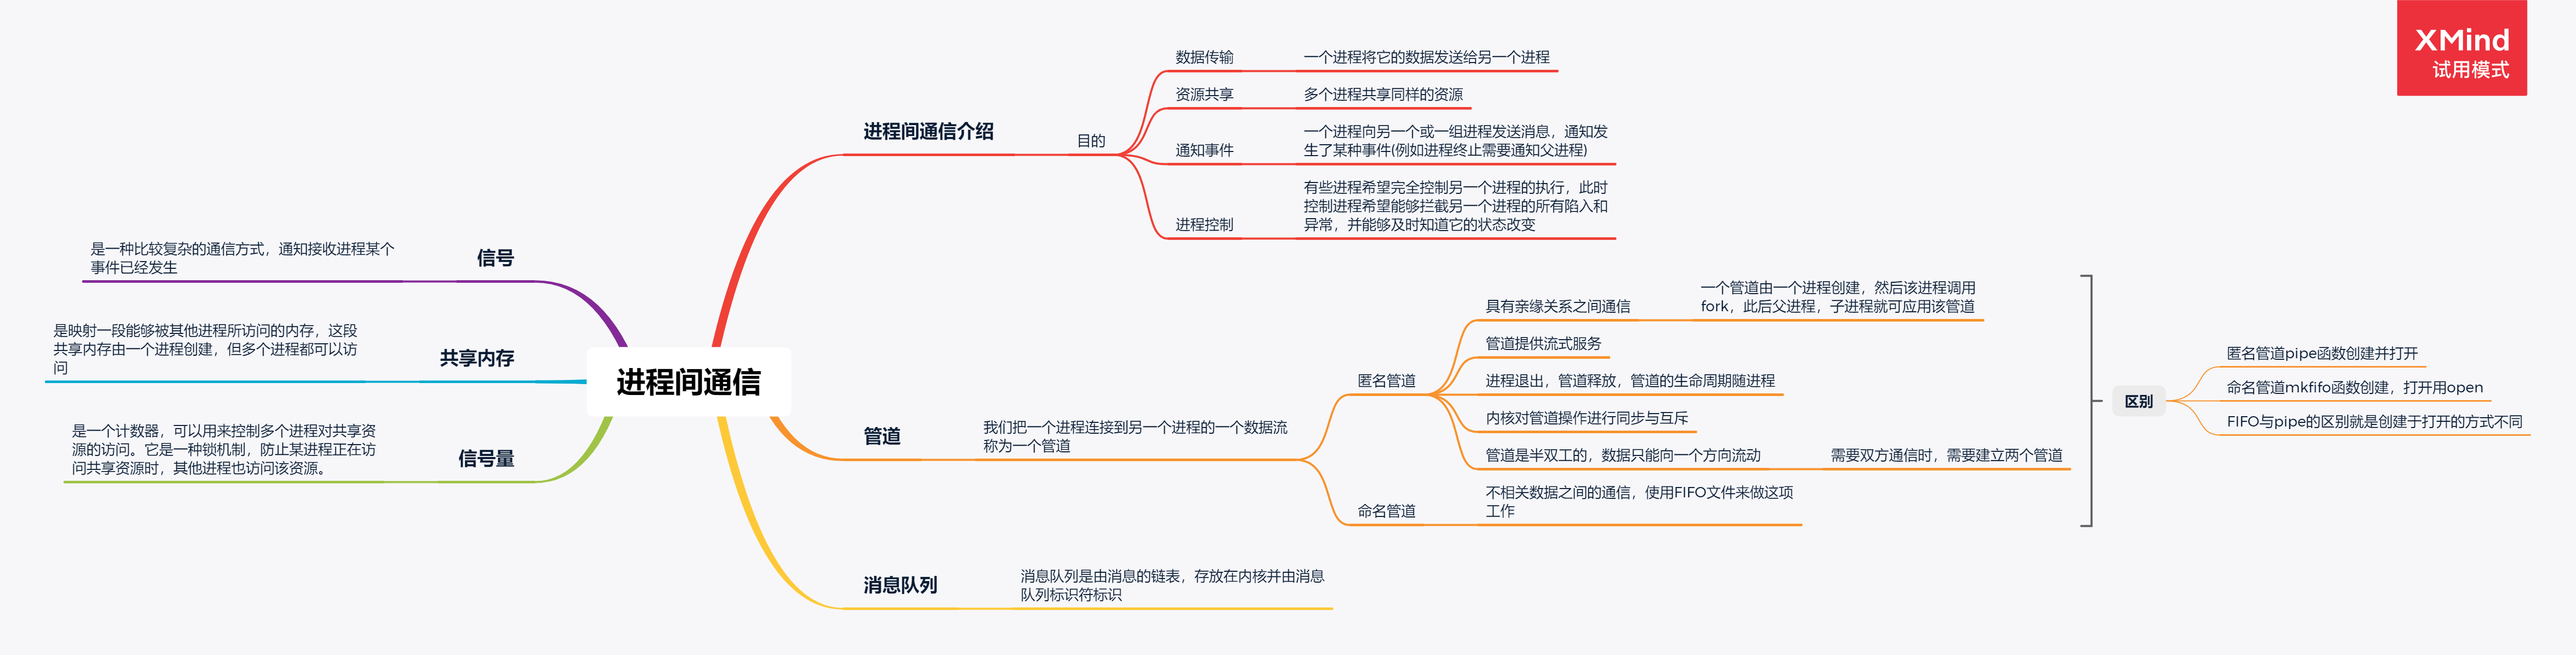 XMind
试用模式
进程间通信
进程间通信介绍
目的
数据传输
一个进程将它的数据发送给另一个进程
资源共享
多个进程共享同样的资源
通知事件
一个进程向另一个或一组进程发送消息，通知发
生了某种事件(例如进程终止需要通知父进程)
进程控制
有些进程希望完全控制另一个进程的执行，此时
控制进程希望能够拦截另一个进程的所有陷入和
异常，并能够及时知道它的状态改变
管道
我们把一个进程连接到另一个进程的一个数据流
称为一个管道
匿名管道
具有亲缘关系之间通信
一个管道由一个进程创建，然后该进程调用
fork，此后父进程，子进程就可应用该管道
管道提供流式服务
进程退出，管道释放，管道的生命周期随进程
内核对管道操作进行同步与互斥
管道是半双工的，数据只能向一个方向流动
需要双方通信时，需要建立两个管道
命名管道
不相关数据之间的通信，使用FIFO文件来做这项
工作
区别
匿名管道pipe函数创建并打开
命名管道mkfifo函数创建，打开用open
FIFO与pipe的区别就是创建于打开的方式不同
消息队列
消息队列是由消息的链表，存放在内核并由消息
队列标识符标识
信号
是一种比较复杂的通信方式，通知接收进程某个
事件已经发生
共享内存
是映射一段能够被其他进程所访问的内存，这段
共享内存由一个进程创建，但多个进程都可以访
问
信号量
是一个计数器，可以用来控制多个进程对共享资
源的访问。它是一种锁机制，防止某进程正在访
问共享资源时，其他进程也访问该资源。